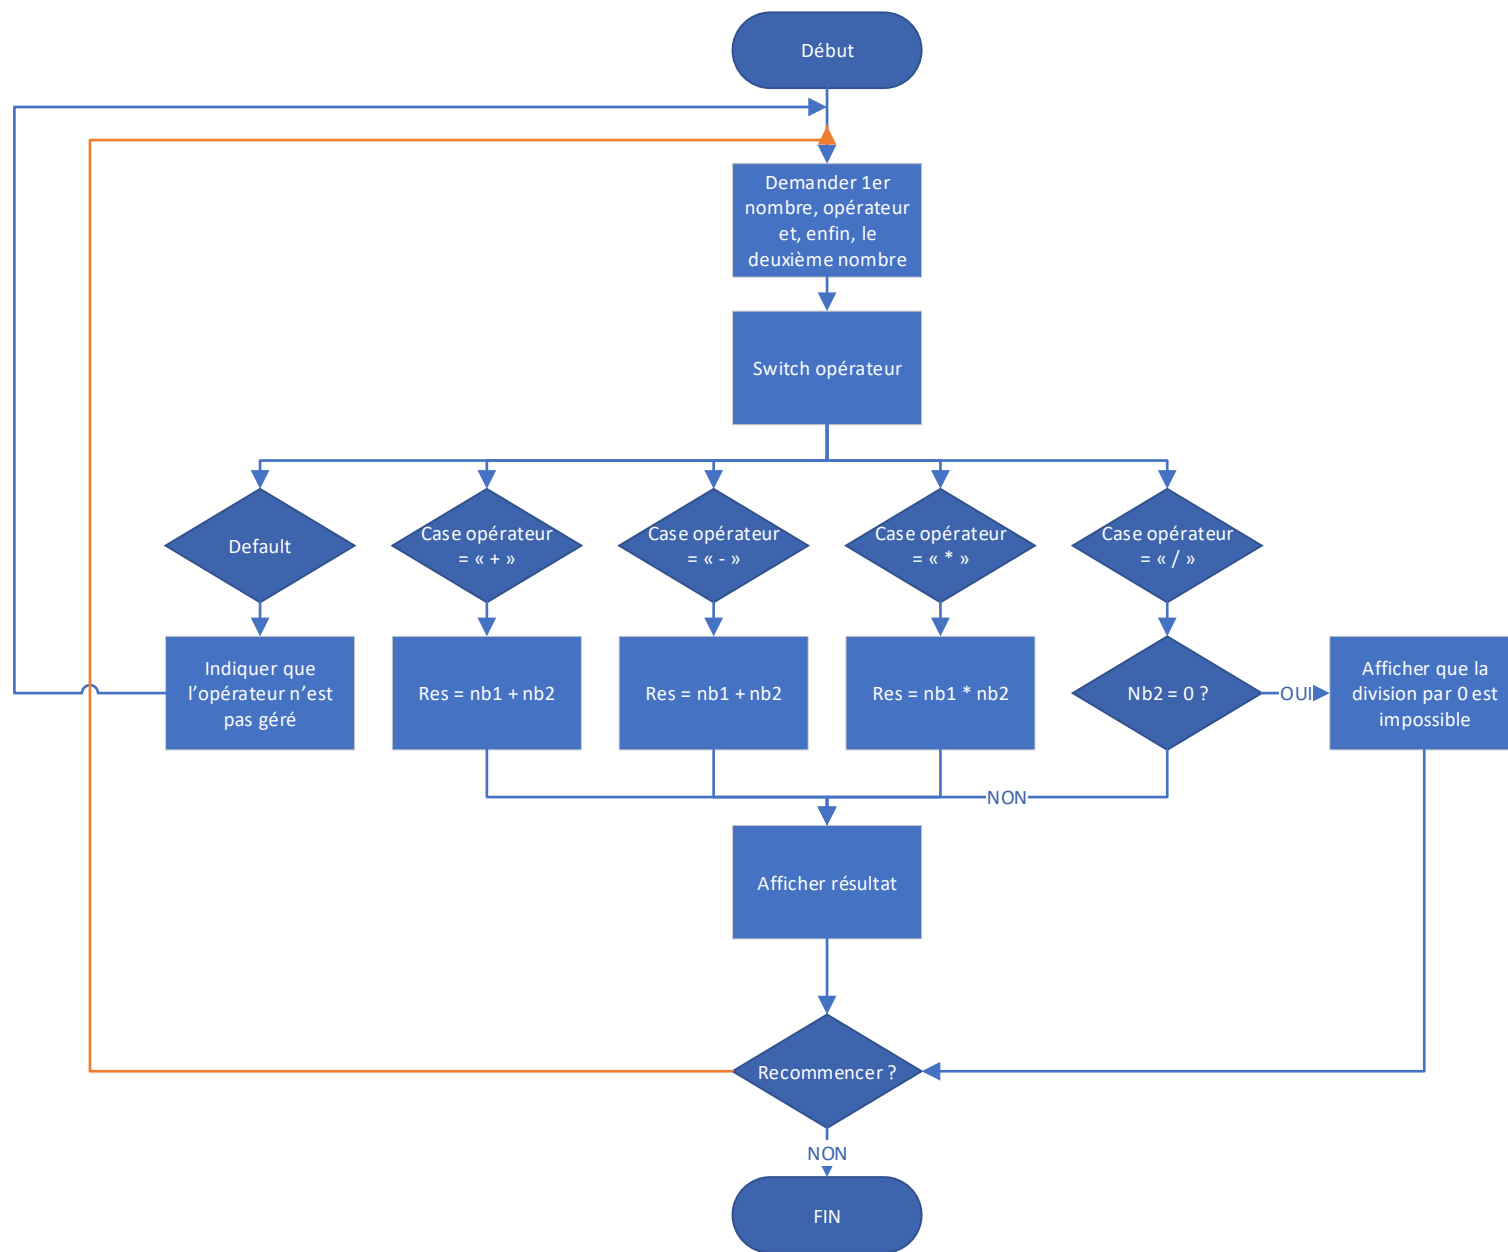 Début
Demander 1er
nombre, opérateur
et, enfin, le
deuxième nombre
Switch opérateur
Default
Case opérateur
= « + »
Case opérateur
= « - »
Case opérateur
= « * »
Case opérateur
= « / »
Indiquer que
l’opérateur n’est
pas géré
Res = nb1 + nb2
Res = nb1 + nb2
Res = nb1 * nb2
Nb2 = 0 ?
OUI
Afficher que la
division par 0 est
impossible
NON
Afficher résultat
Recommencer ?
NON
FIN